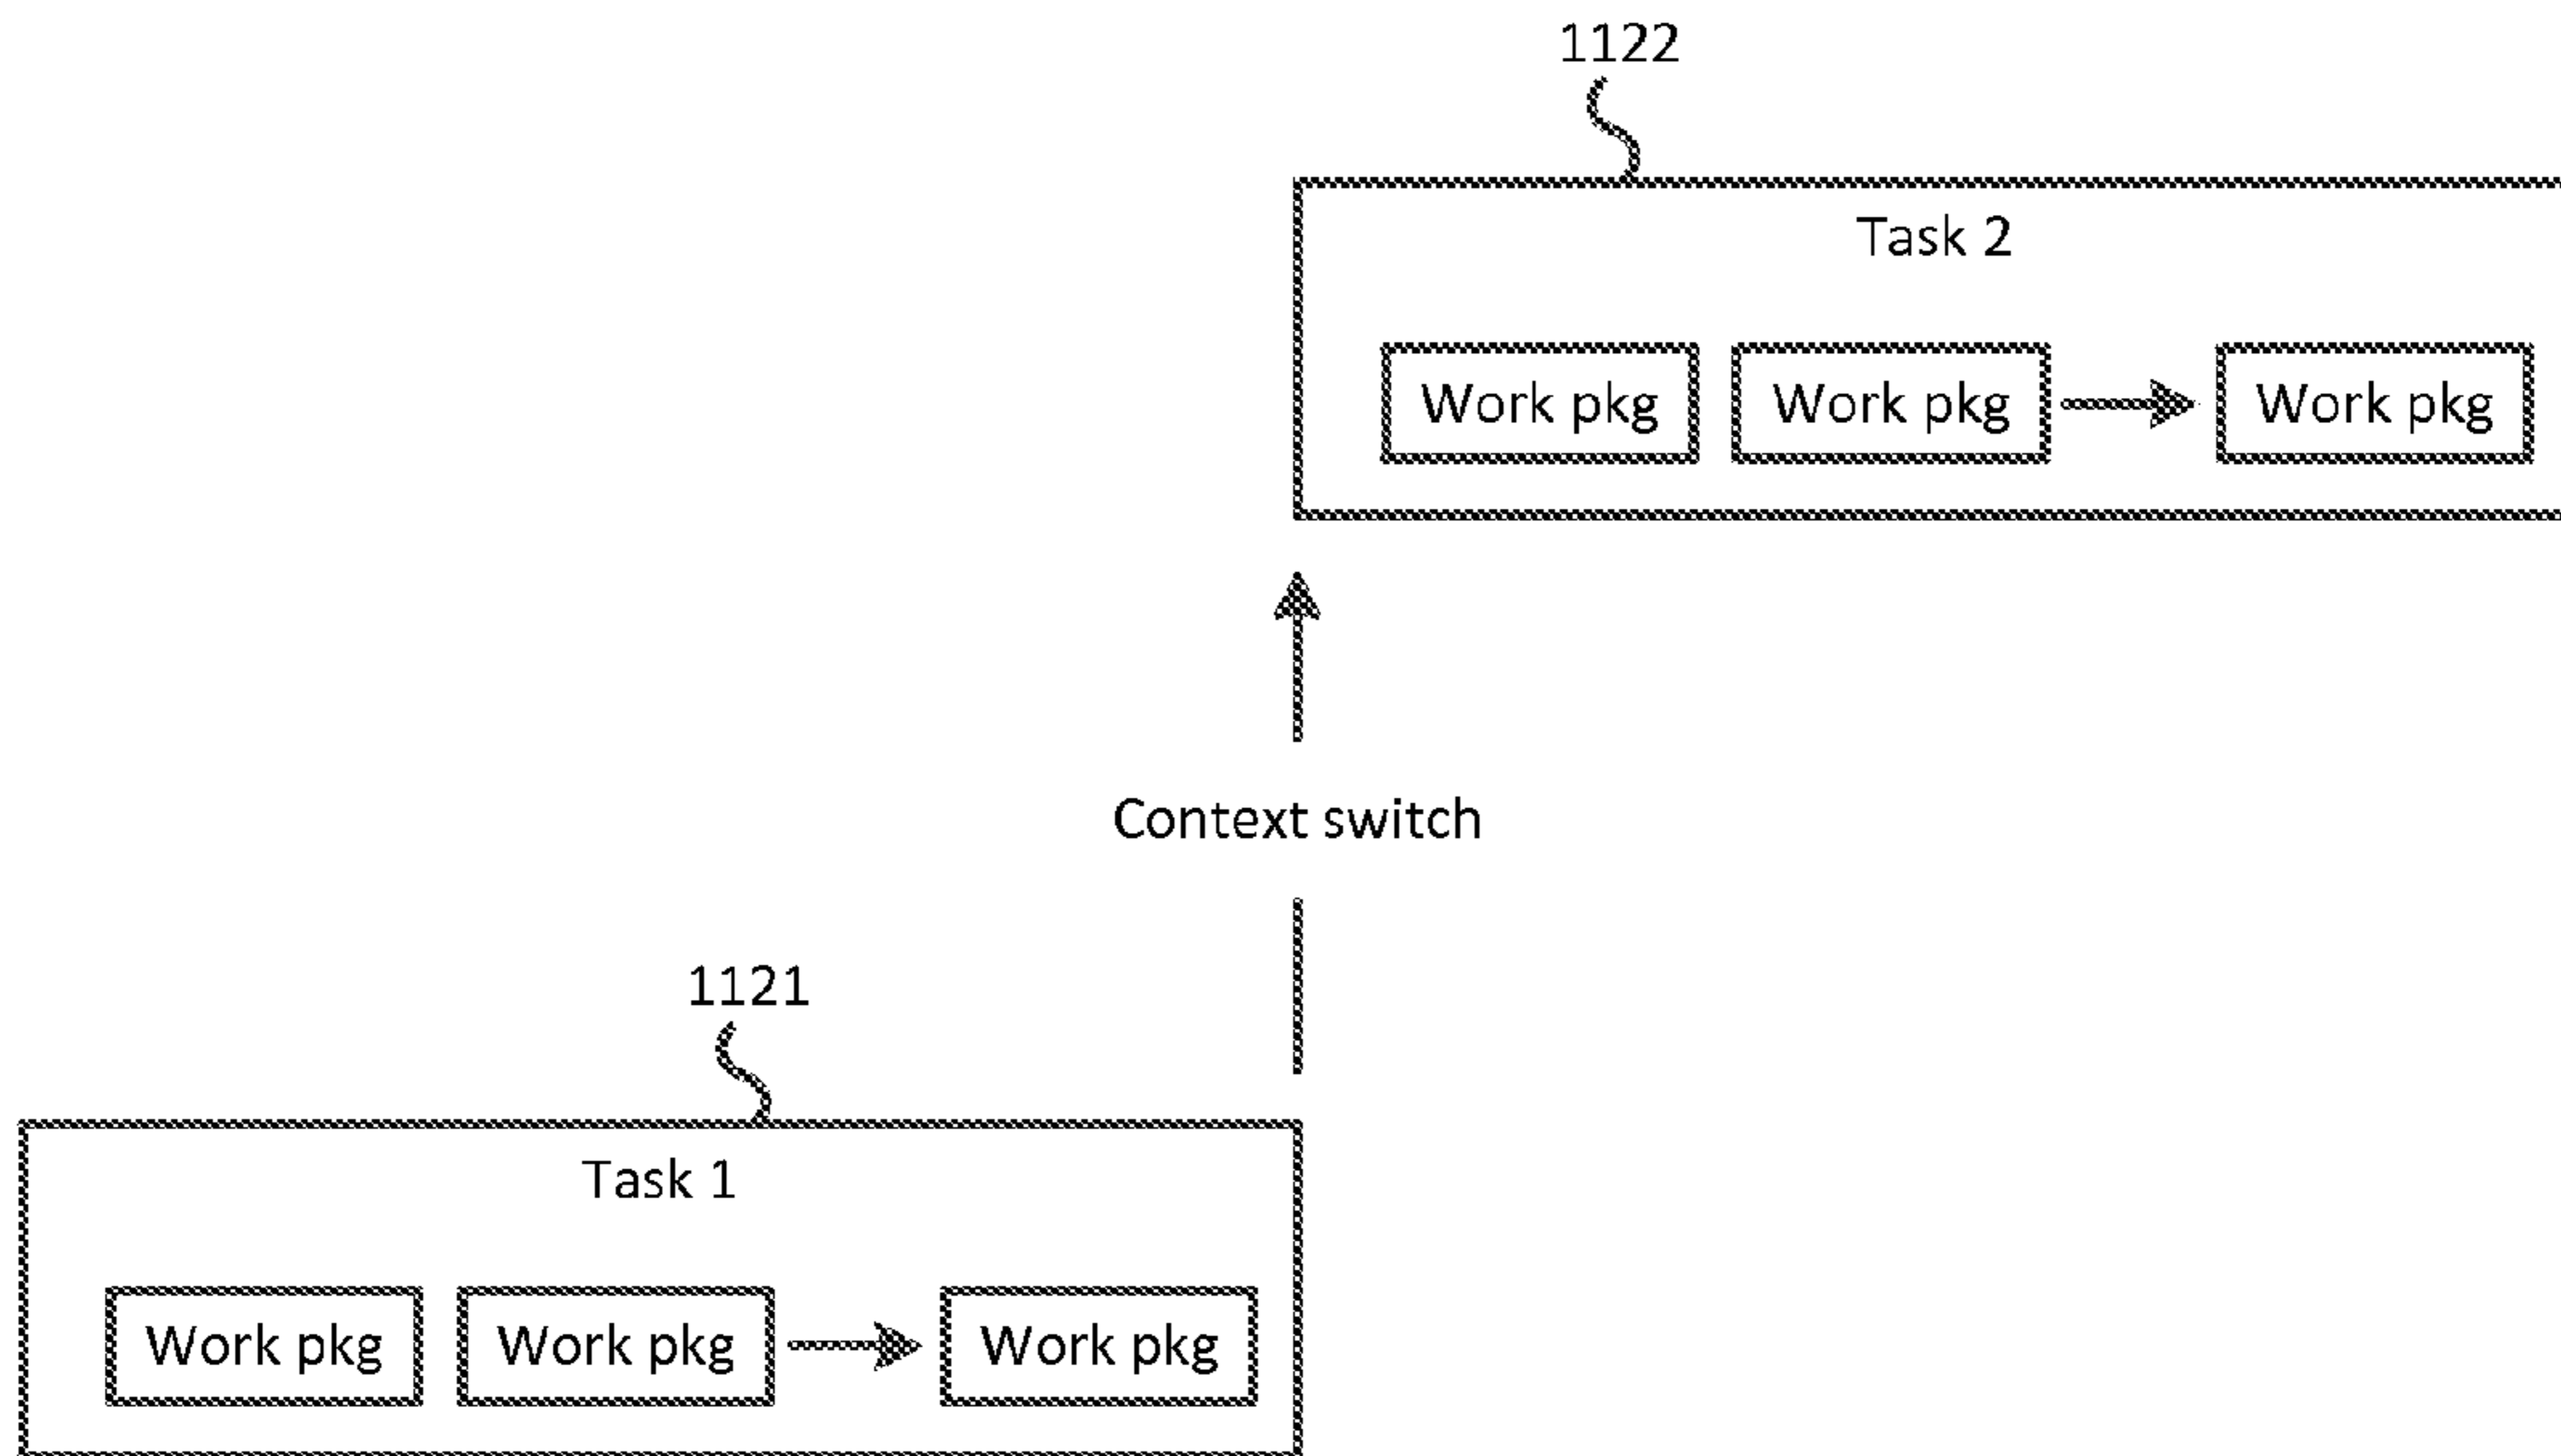 1122
Task 2
Work pkg Work pkg Work pkg
Context switch
1121
Task 1
Work pkg Work pkg Work pkg